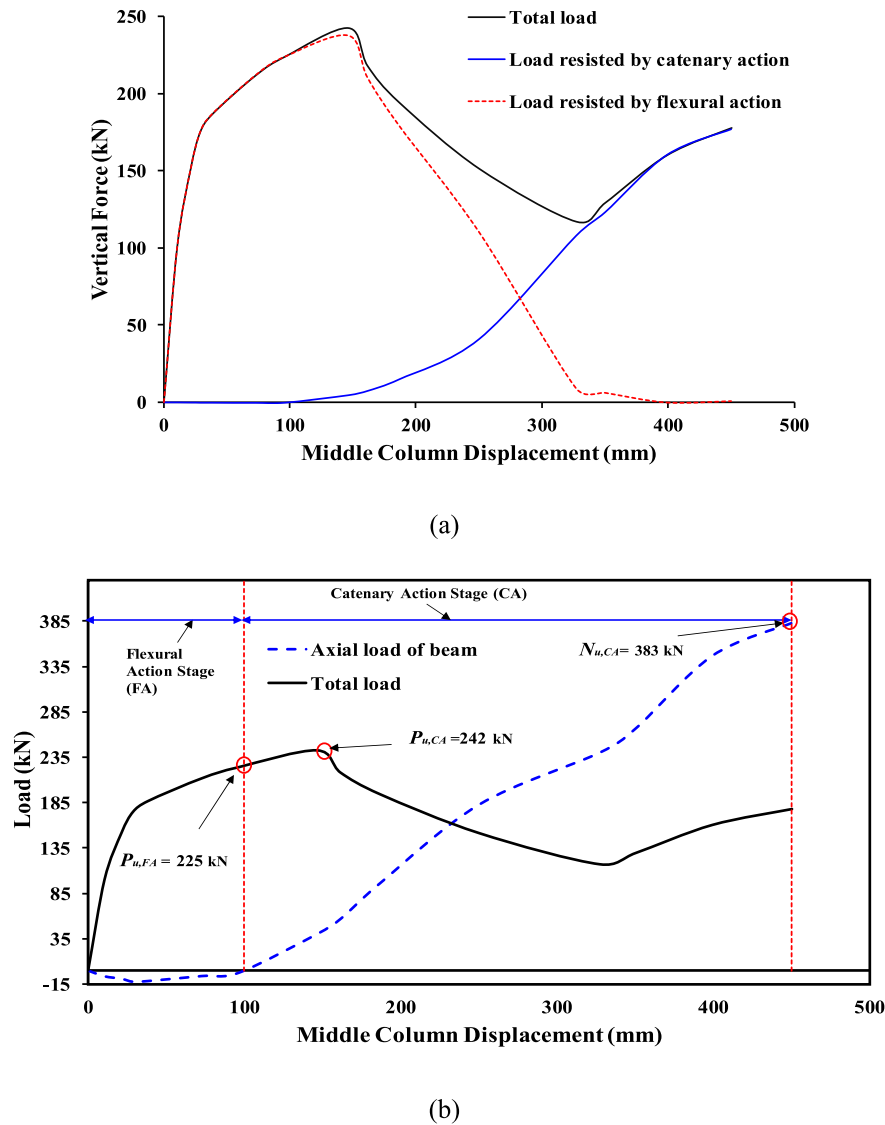 Total load
Load resisted by catenary action
Load resisted by flexural action
Vertical Force (kN)
250
200
150
100
50
0
0 100 200 300 400 500
Middle Column Displacement (mm)
(a)
Catenary Action Stage (CA)
Flexural
Action Stage
(FA)
Axial load of beam
Total load
Nu,CA= 383 kN
Pu,CA =242 kN
Pu,FA = 225 kN
Load (kN)
385
335
285
235
185
135
85
35
-15
0 100 200 300 400 500
Middle Column Displacement (mm)
(b)